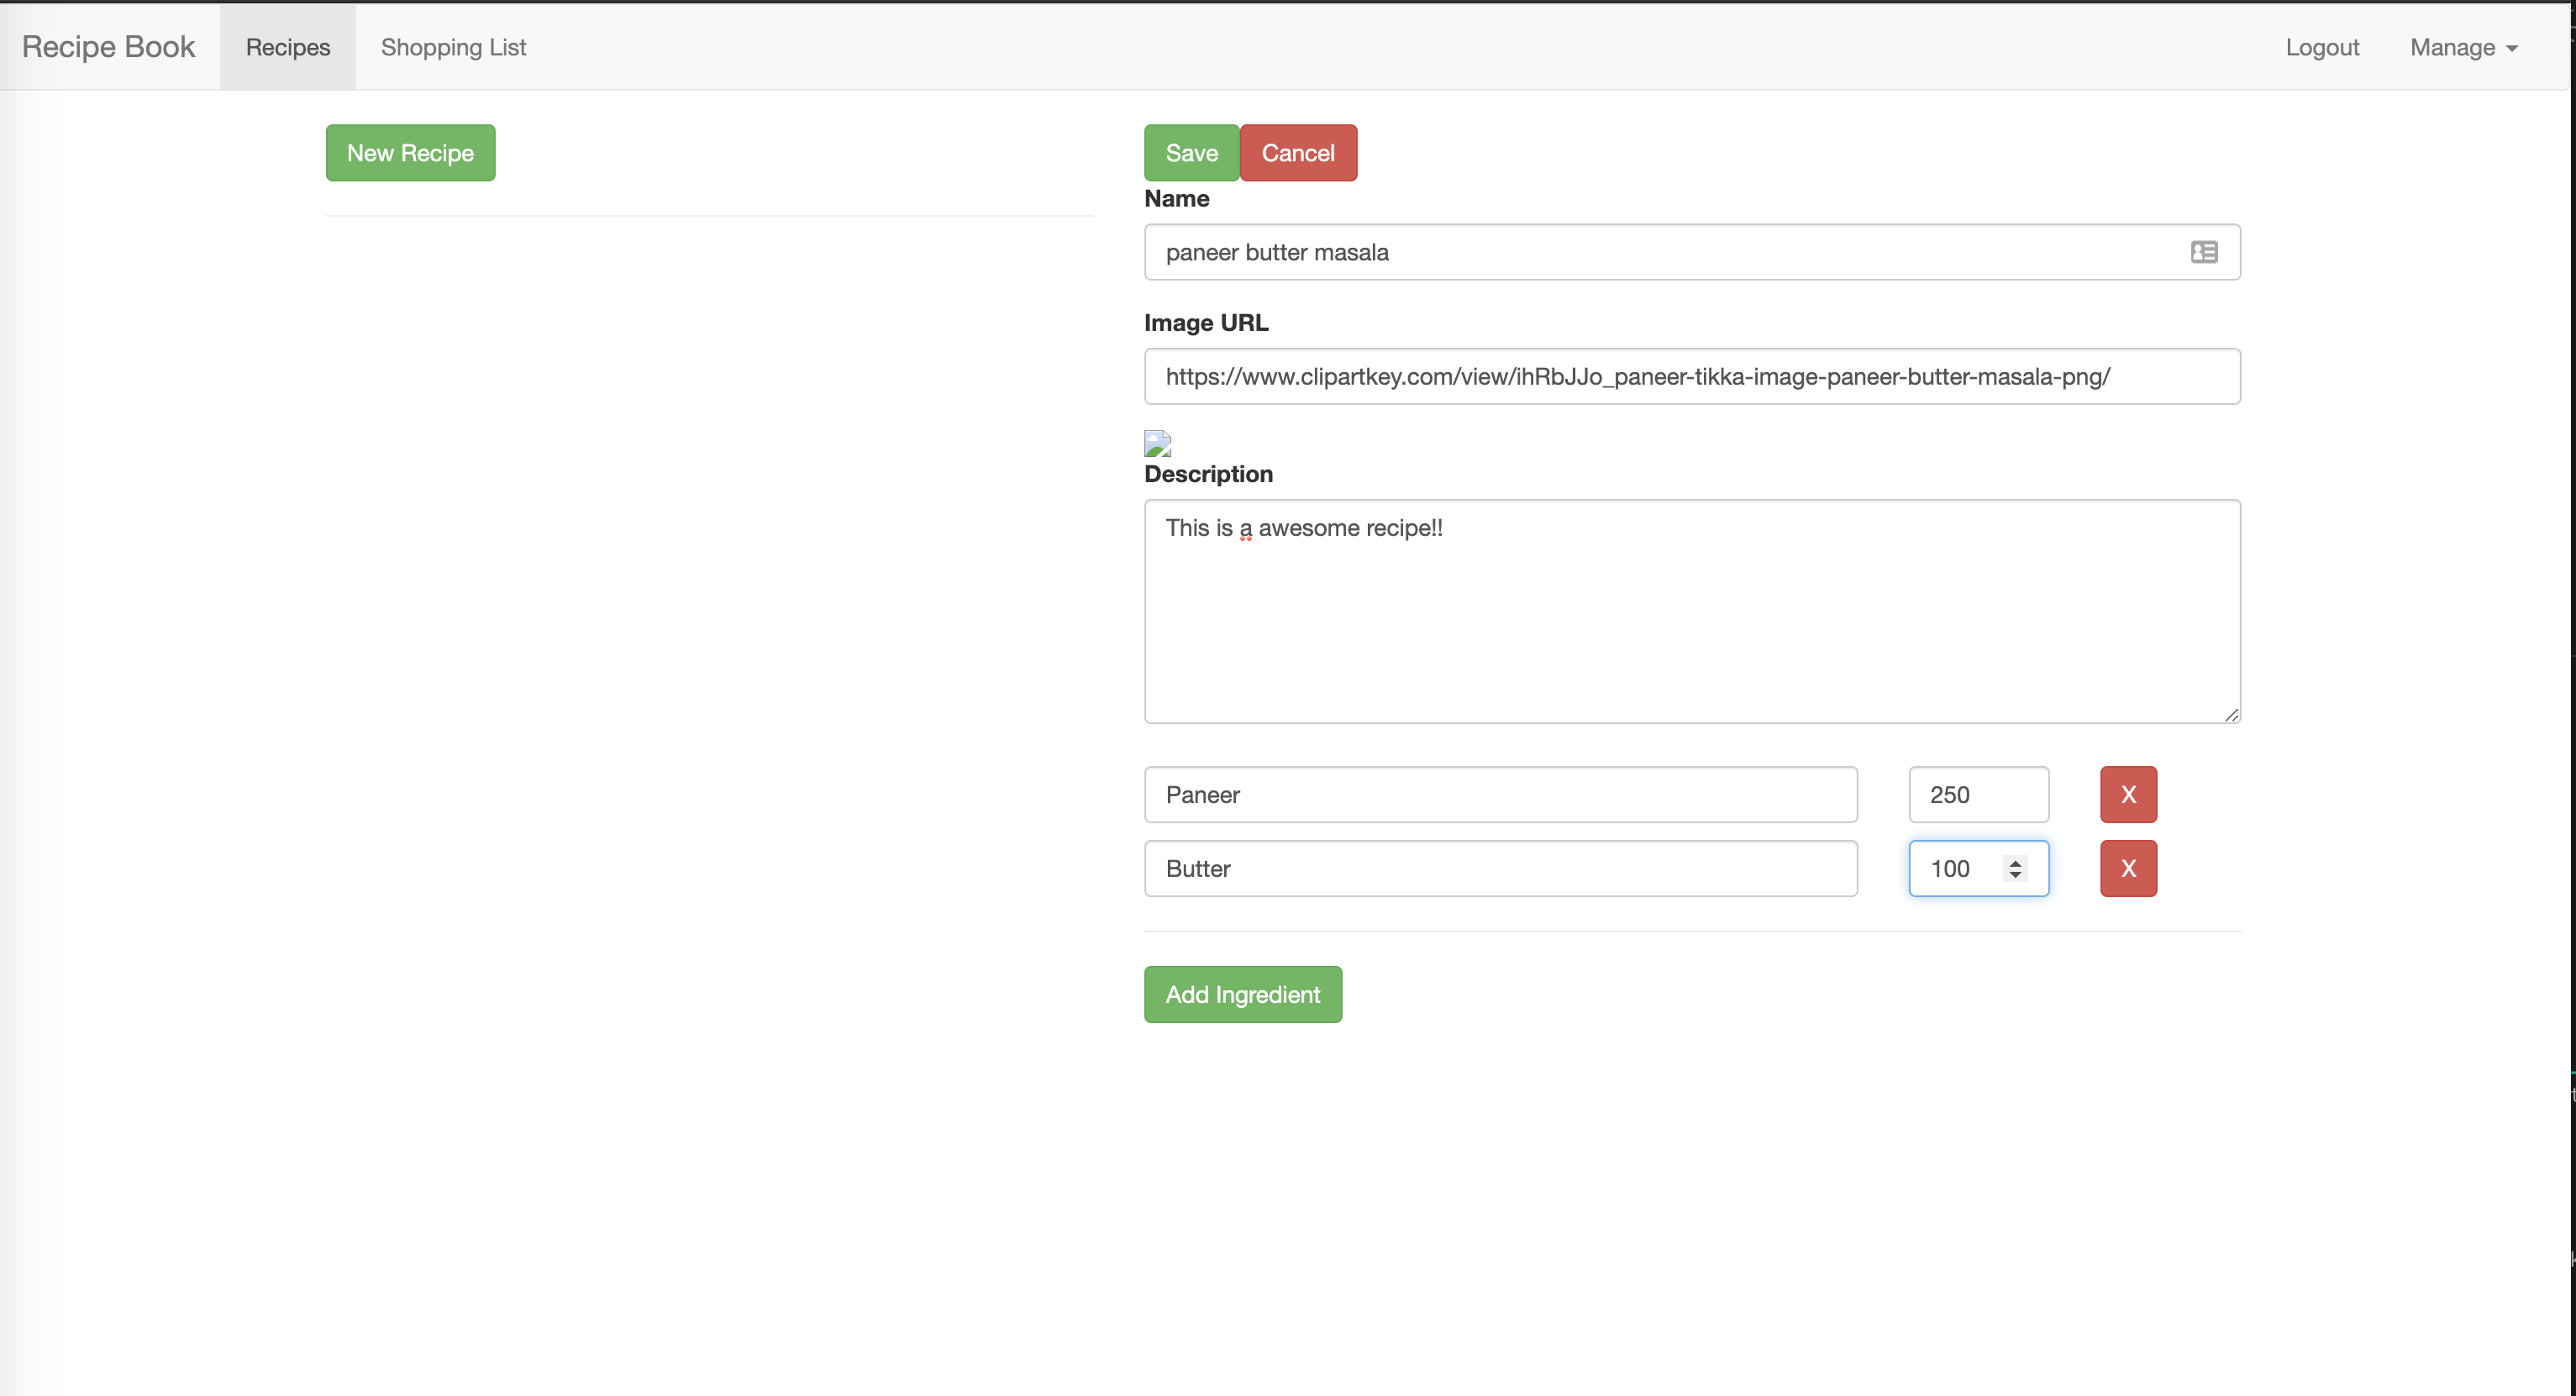 Recipe Book Recipes Shopping List Logout Manage
New Recipe
Save Cancel
Name
paneer butter masala
Image URL
https://www.clipartkey.com/view/ihRbJJo_paneer-tikka-image-paneer-butter-masala-png/
Description
This is a awesome recipe!!
Paneer 250 X
Butter 100 X
Add Ingredient